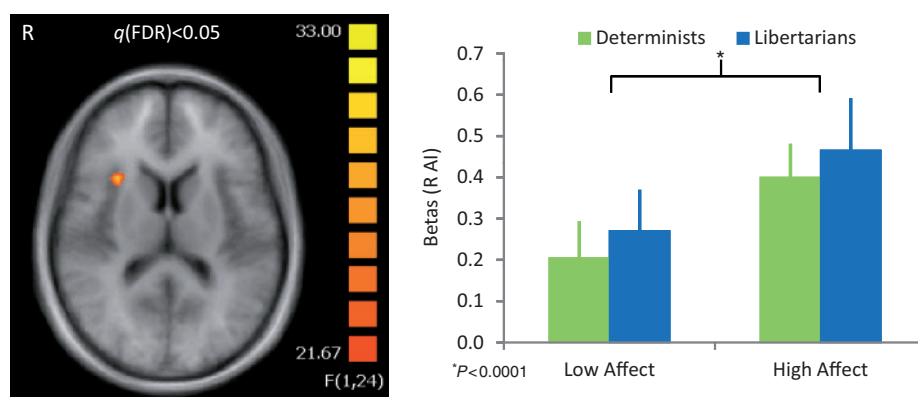 R
q(FDR)<0.05
33.00
21.67
F(1,24)
Determinists
Libertarians
*
0.7
0.6
0.5
0.4
0.3
0.2
0.1
0.0
Betas (R AI)
Low Affect
High Affect
*P<0.0001